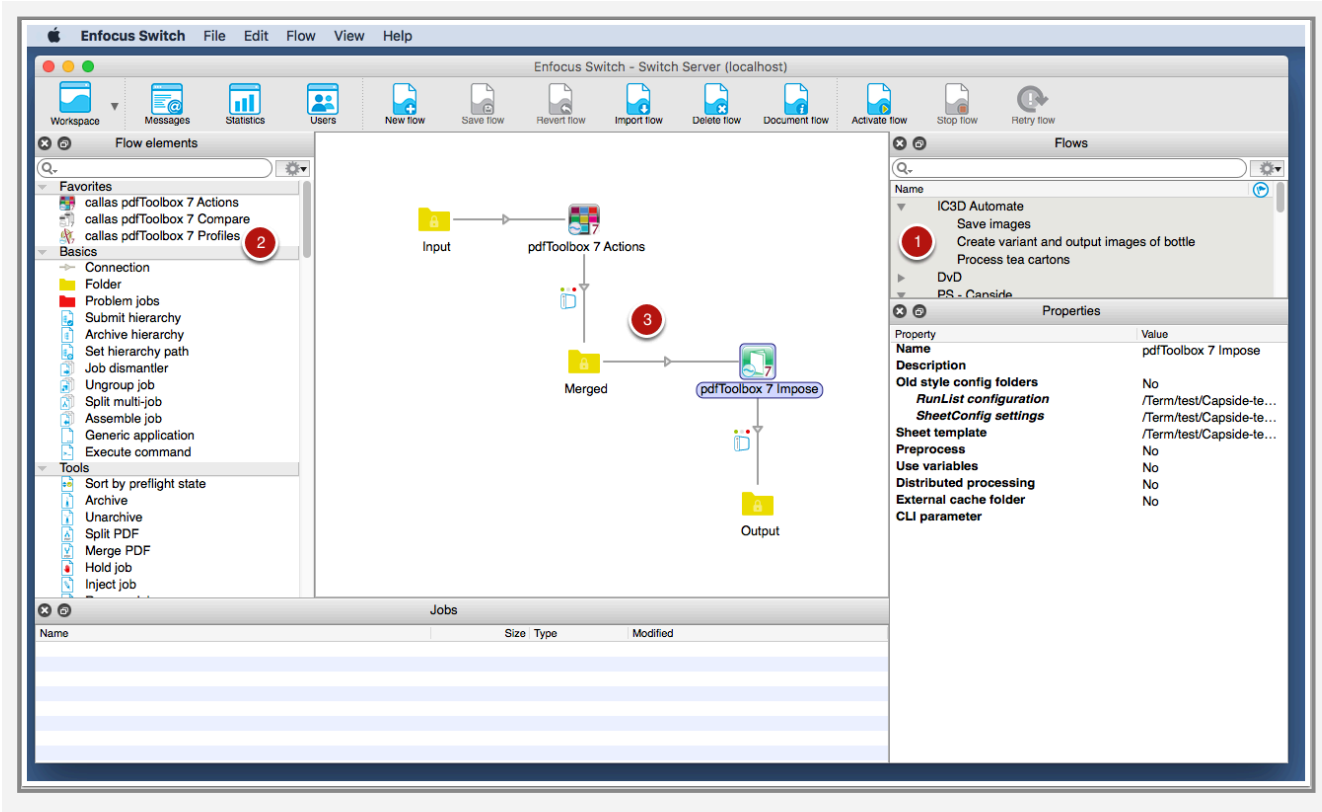 Enfocus Switch File Edit Flow View Help
Enfocus Switch - Switch Server (localhost)
Workspace Messages Statistics Users New flow Save flow Revert flow Import flow Delete flow Document flow Activate flow Stop flow Retry flow
Flow elements
Favorites
callas pdfToolbox 7 Actions
callas pdfToolbox 7 Compare
callas pdfToolbox 7 Profiles
2
Basics
Connection
Folder
Problem jobs
Submit hierarchy
Archive hierarchy
Set hierarchy path
Job dismantler
Ungroup job
Split multi-job
Assemble job
Generic application
Execute command
Tools
Sort by preflight state
Archive
Unarchive
Split PDF
Merge PDF
Hold job
Inject job
7
Input
pdfToolbox 7 Actions
3
Merged
7
pdfToolbox 7 Impose
Output
Flows
Name
IC3D Automate
Save images
1
Create variant and output images of bottle
Process tea cartons
DvD
PS - Capside
Properties
Property Value
Name pdfToolbox 7 Impose
Description
Old style config folders No
RunList configuration /Term/test/Capside-te...
SheetConfig settings /Term/test/Capside-te...
Sheet template /Term/test/Capside-te...
Preprocess No
Use variables No
Distributed processing No
External cache folder No
CLI parameter
Jobs
Name Size Type Modified